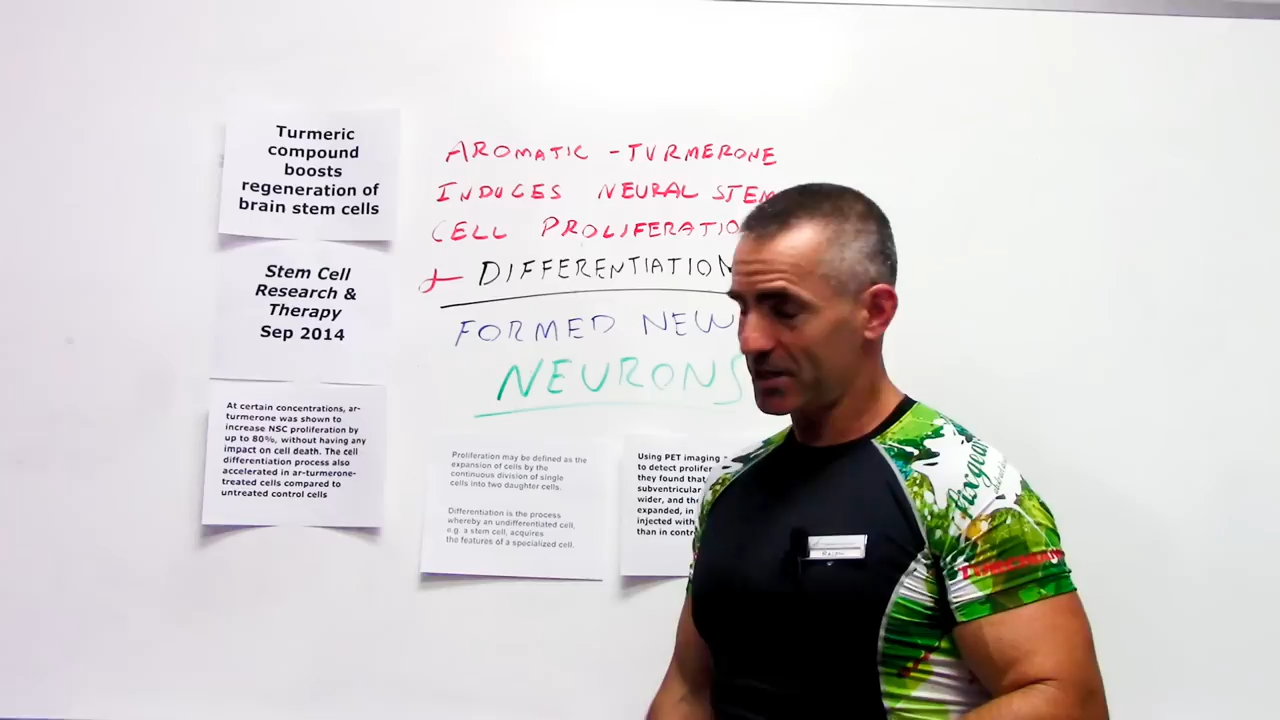 Turmeric
compound
boosts
regeneration of
brain stem cells
Stem Cell
Research &
Therapy
Sep 2014
At certain concentrations, ar-
turmerone was shown to
increase NSC proliferation by
up to 80%, without having any
impact on cell death. The cell
differentiation process also
accelerated in ar-turmerone-
treated cells compared to
untreated control cells
AROMATIC - TURMERONE
INDUCES NEURAL STEM
CELL PROLIFERATIO
+ DIFFERENTIATION
FORMED NEW
NEURONS
Proliferation may be defined as the
expansion of cells by the
continuous division of single
cells into two daughter cells.
Differentiation is the process
whereby an undifferentiated cell,
e.g. a stem cell, acquires
the features of a specialized cell.
Using PET imaging
to detect prolifer
they found that
subventricular
wider, and the
expanded, in
injected with
than in contr
RALPH